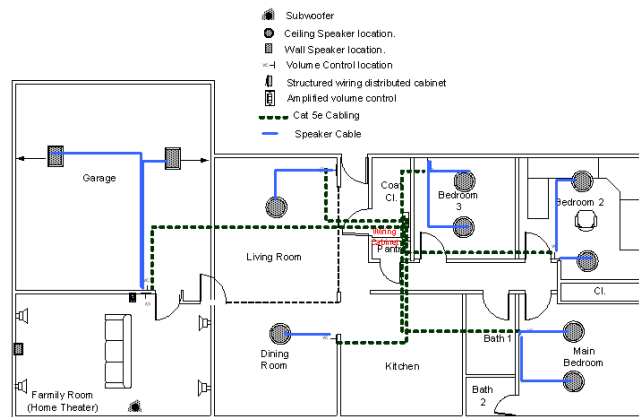 Subwoofer
Ceiling Speaker location.
Wall Speaker location.
Volume Control location
Structured wiring distributed cabinet
Amplified volume control
Cat 5e Cabling
Speaker Cable
Garage
Coat
Cl.
Bedroom
3
Bedroom 2
Wiring
Cabinet
Pantry
Living Room
Cl.
Dining
Room
Kitchen
Bath 1
Main
Bedroom
Bath
2
Farmily Room
(Home Theater)